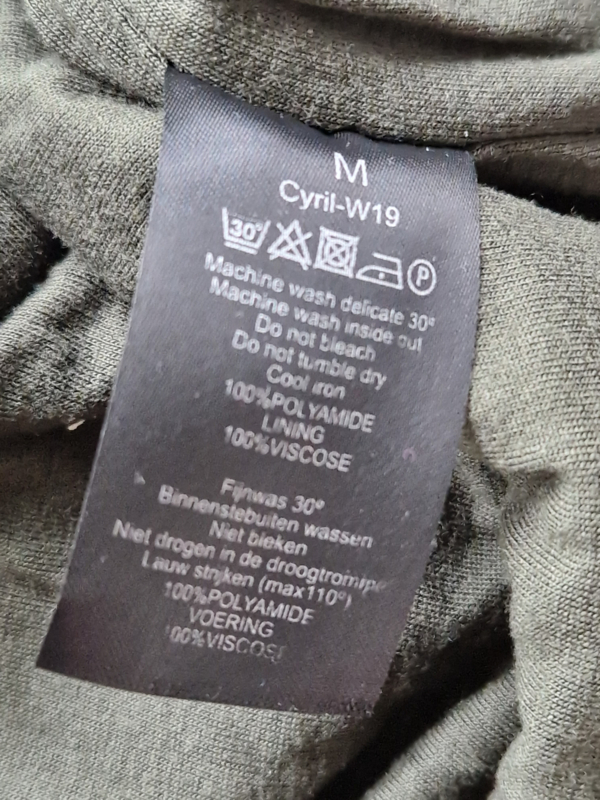 M
Cyril-W19
30° P
Machine wash delicate 30°
Machine wash inside out
Do not bleach
Do not tumble dry
Cool iron
100%POLYAMIDE
LINING
100%VISCOSE
Fijnwas 30°
Binnenstebuiten wassen
Niet bleken
Niet drogen in de
Lauw strijken (max110°)
100%POLYAMIDE
VOERING
100%VISCOSE